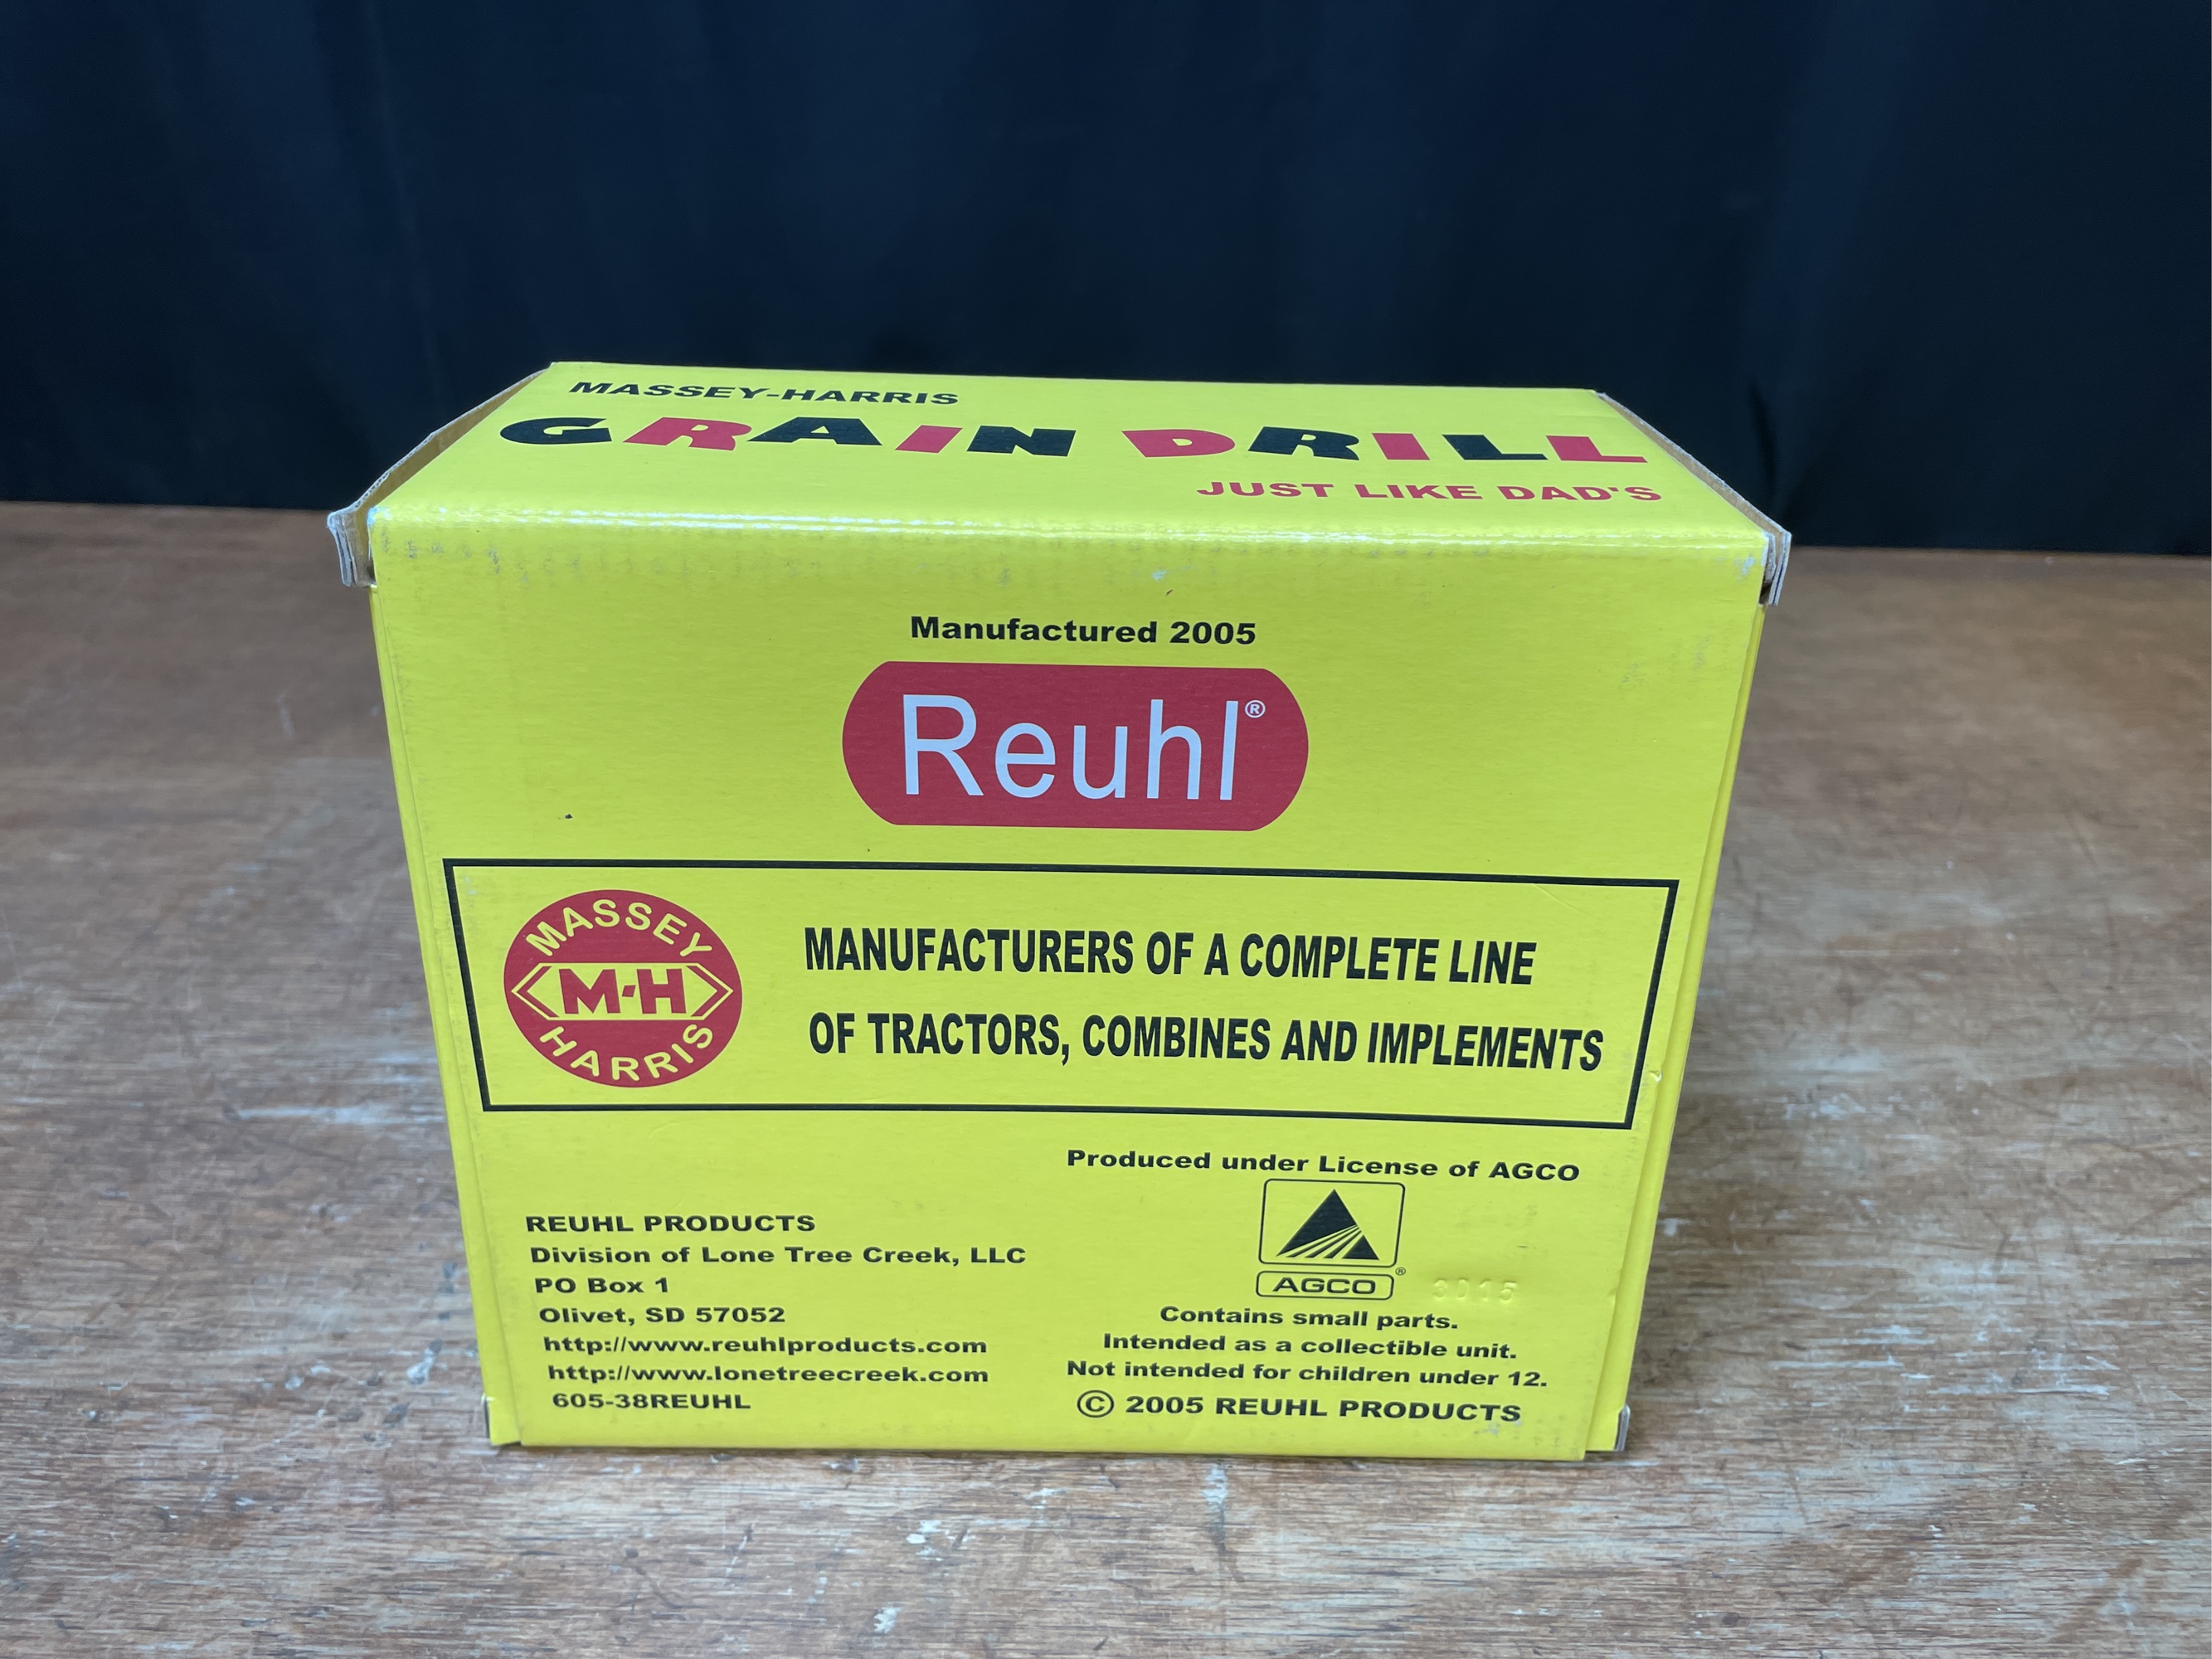 MASSEY-HARRIS
GRAIN DRILL
JUST LIKE DAD'S
Manufactured 2005
Reuhl®
MASSEY
M-H
HARRIS
MANUFACTURERS OF A COMPLETE LINE
OF TRACTORS, COMBINES AND IMPLEMENTS
REUHL PRODUCTS
Division of Lone Tree Creek, LLC
PO Box 1
Olivet, SD 57052
http://www.reuhlproducts.com
http://www.lonetreecreek.com
605-38REUHL
Produced under License of AGCO
AGCO®
3015
Contains small parts.
Intended as a collectible unit.
Not intended for children under 12.
© 2005 REUHL PRODUCTS